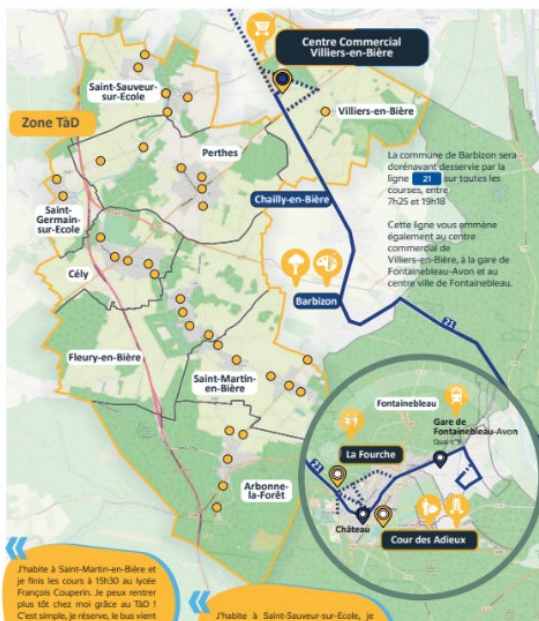 Centre Commercial
Villiers-en-Bière
Saint-Sauveur-
sur-Ecole
Villiers-en-Bière
Zone TàD
Perthes
La commune de Barbizon sera
dorénavant desservie par la
ligne 21 sur toutes les
courses, entre
7h25 et 19h18
Chailly-en-Bière
Saint-
Germain-
sur-Ecole
Cette ligne vous emmène
également au centre
commercial de
Villiers-en-Bière, à la gare de
Fontainebleau-Avon et au
centre ville de Fontainebleau.
Cély
Barbizon
21
Fleury-en-Bière
Saint-Martin-
en-Bière
Fontainebleau
Gare de
Fontainebleau-Avon
La Fourche
21
Arbonne-
la-Forêt
Château
Cour des Adieux
J'habite à Saint-Martin-en-Bière et
je finis les cours à 15h30 au lycée
François Couperin. Je peux rentrer
plus tôt chez moi grâce au TàD !
C'est simple, je réserve, le bus vient
J'habite à Saint-Sauveur-sur-Ecole, je